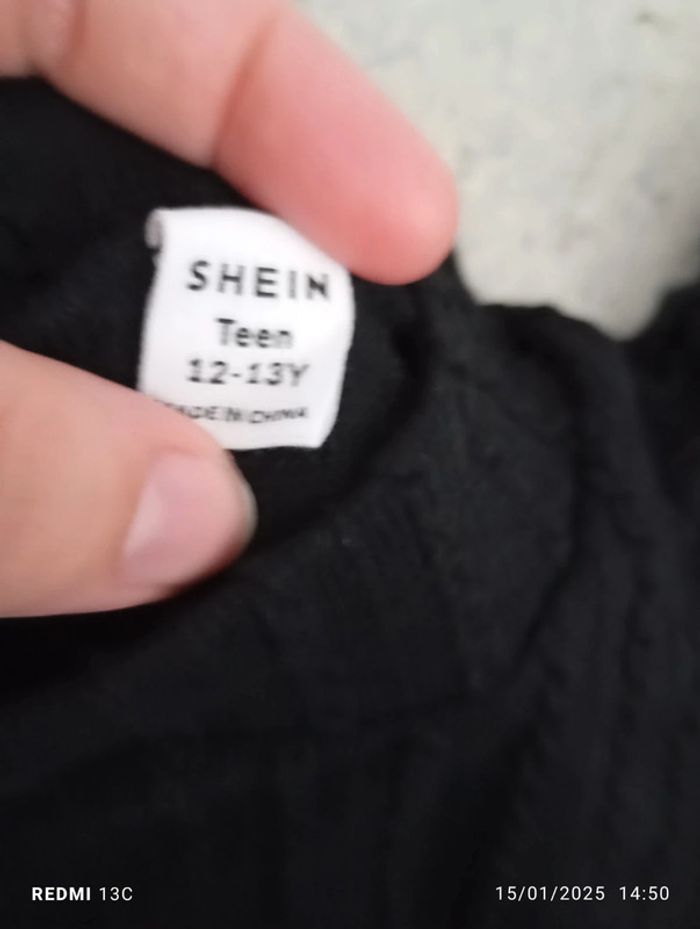 SHEIN
Teen
12-13Y
MADE IN CHINA
REDMI 13C
15/01/2025 14:50